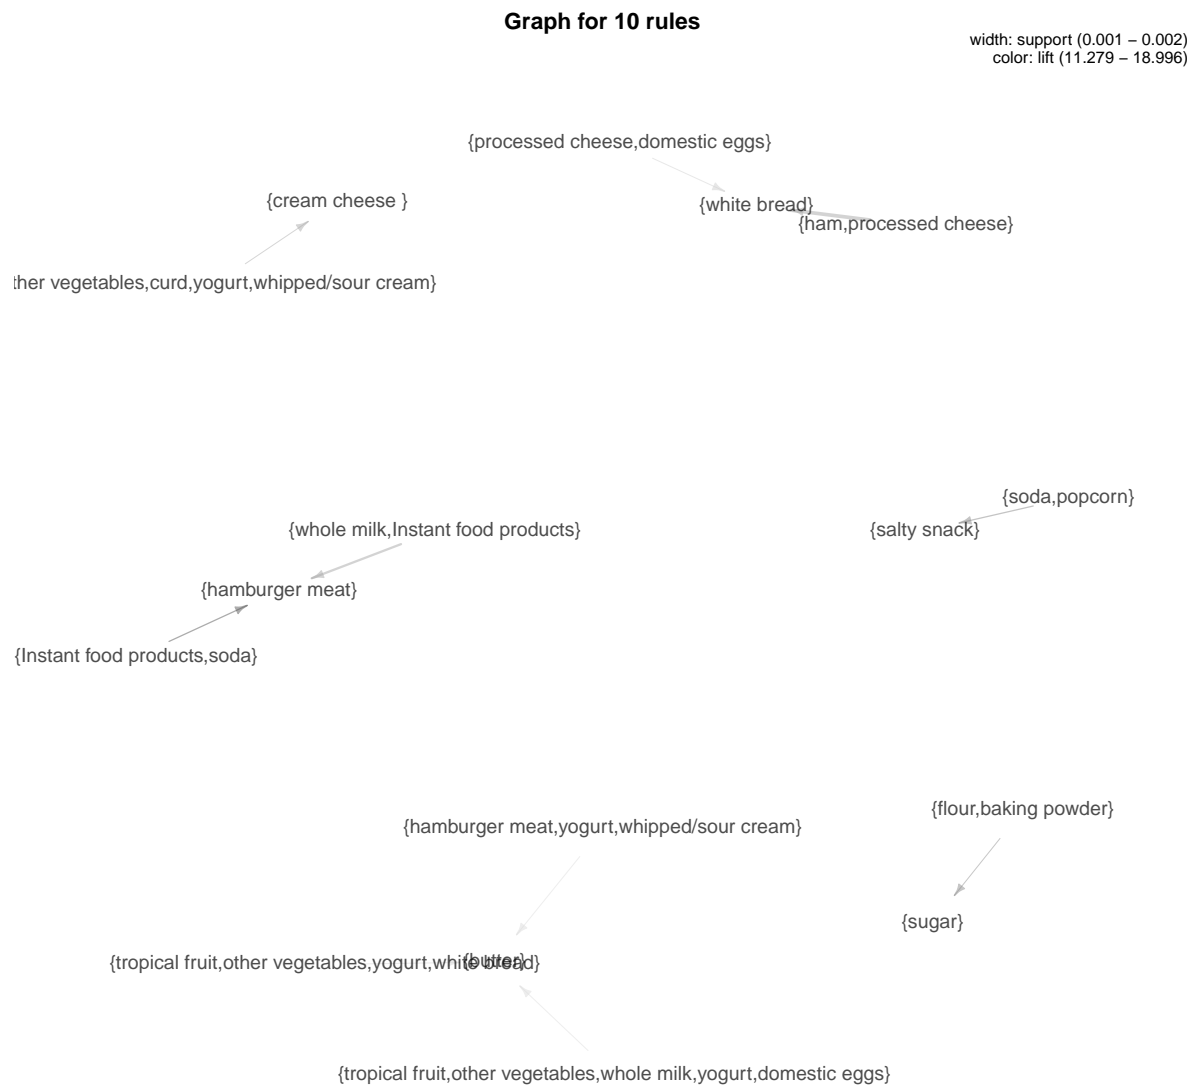 Graph for 10 rules
width: support (0.001 – 0.002)
color: lift (11.279 – 18.996)
{processed cheese,domestic eggs}
{cream cheese }
{white bread}
{ham,processed cheese}
ther vegetables,curd,yogurt,whipped/sour cream}
{soda,popcorn}
{whole milk,Instant food products}
{salty snack}
{hamburger meat}
{Instant food products,soda}
{flour,baking powder}
{hamburger meat,yogurt,whipped/sour cream}
{sugar}
{tropical fruit,other vegetables,yogurt,white bread}
{butter}
{tropical fruit,other vegetables,whole milk,yogurt,domestic eggs}